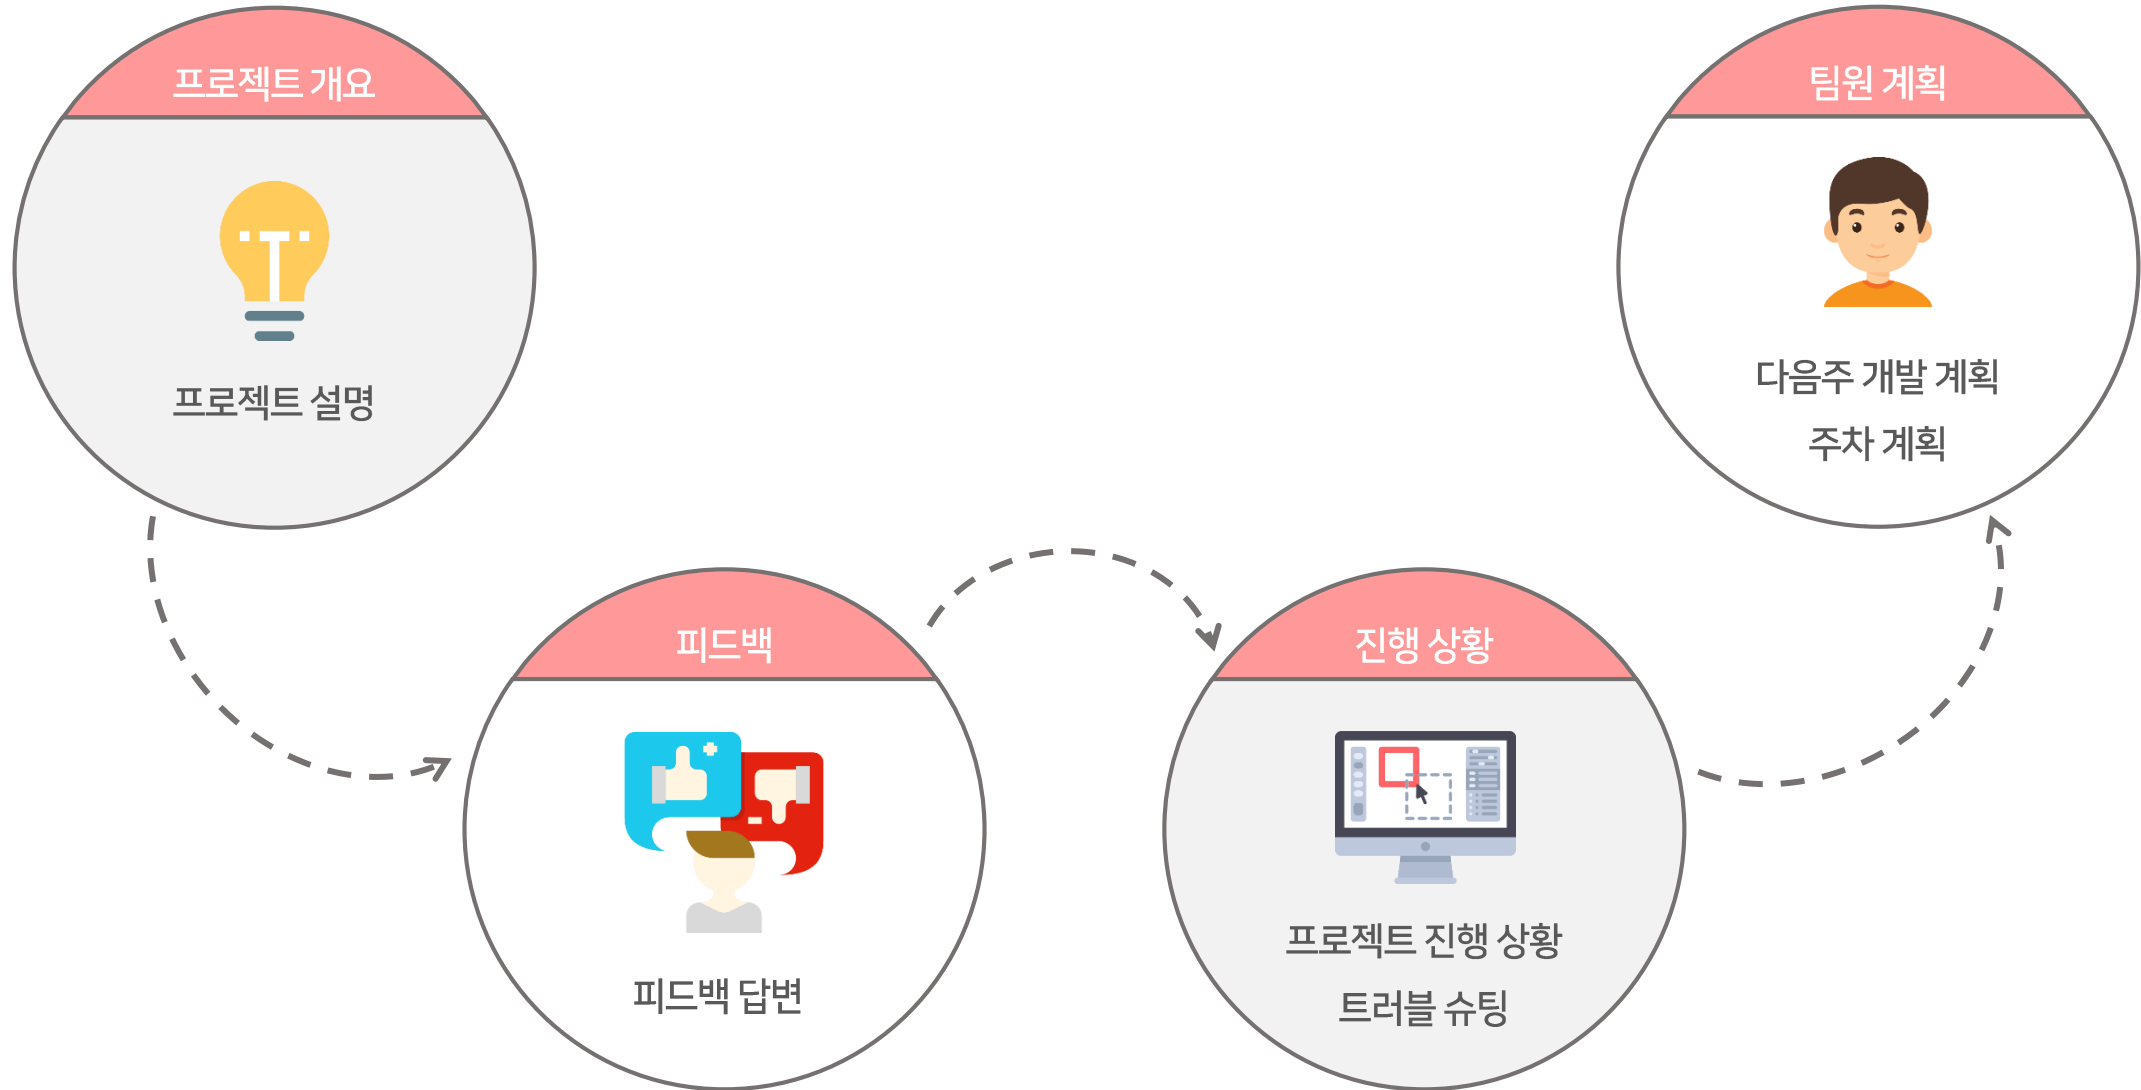 프로젝트 개요
프로젝트 설명
피드백
피드백 답변
진행 상황
프로젝트 진행 상황
트러블 슈팅
팀원 계획
다음주 개발 계획
주차 계획